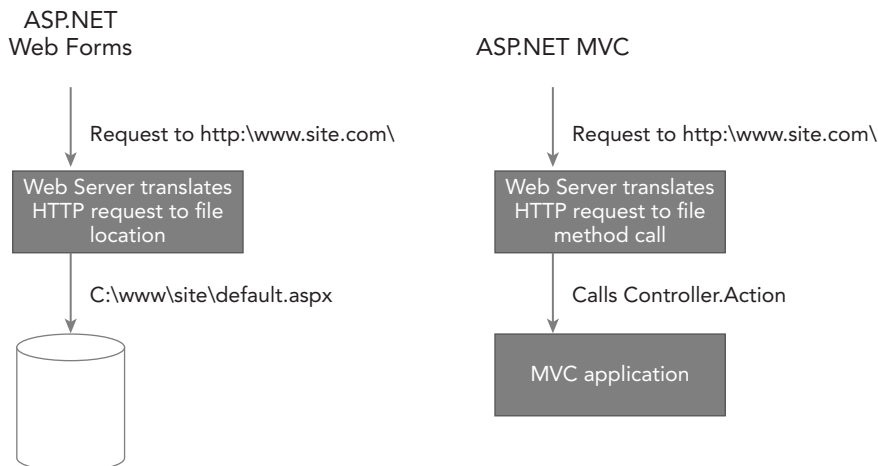 ASP.NET
Web Forms
Request to http:\www.site.com\
Web Server translates
HTTP request to file
location
C:\www\site\default.aspx
ASP.NET MVC
Request to http:\www.site.com\
Web Server translates
HTTP request to file
method call
Calls Controller.Action
MVC application